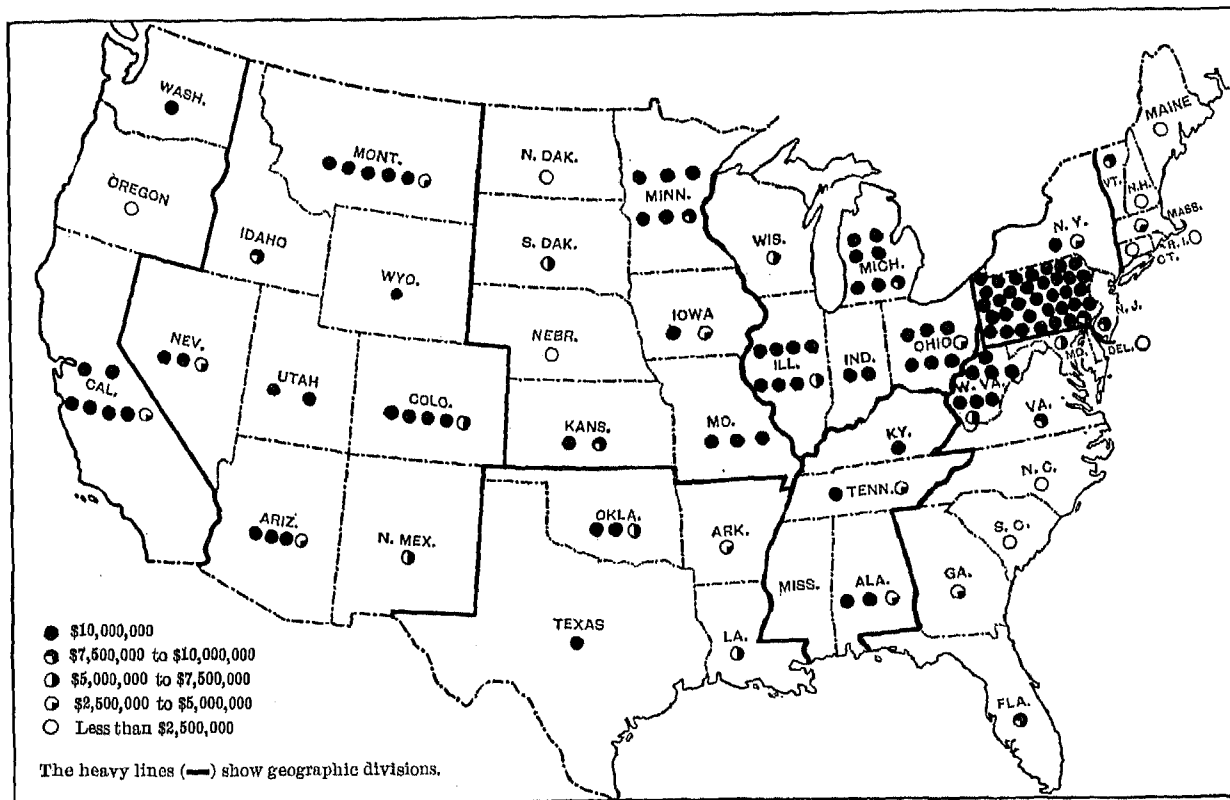 WASH.
MONT.
N. DAK.
MINN.
MAINE
OREGON
IDAHO
S. DAK.
WIS.
MICH.
VT.
N.H.
MASS.
N. Y.
R.I.
CT.
WYO.
NEV.
UTAH
NEBR.
IOWA
ILL.
IND.
OHIO
N. J.
MD.
DEL.
CAL.
COLO.
KANS.
MO.
W. VA.
VA.
KY.
N. C.
TENN.
ARIZ.
N. MEX.
OKLA.
ARK.
S. C.
MISS.
ALA.
GA.
TEXAS
LA.
FLA.
$10,000,000
$7,500,000 to $10,000,000
$5,000,000 to $7,500,000
$2,500,000 to $5,000,000
Less than $2,500,000
The heavy lines (▬) show geographic divisions.